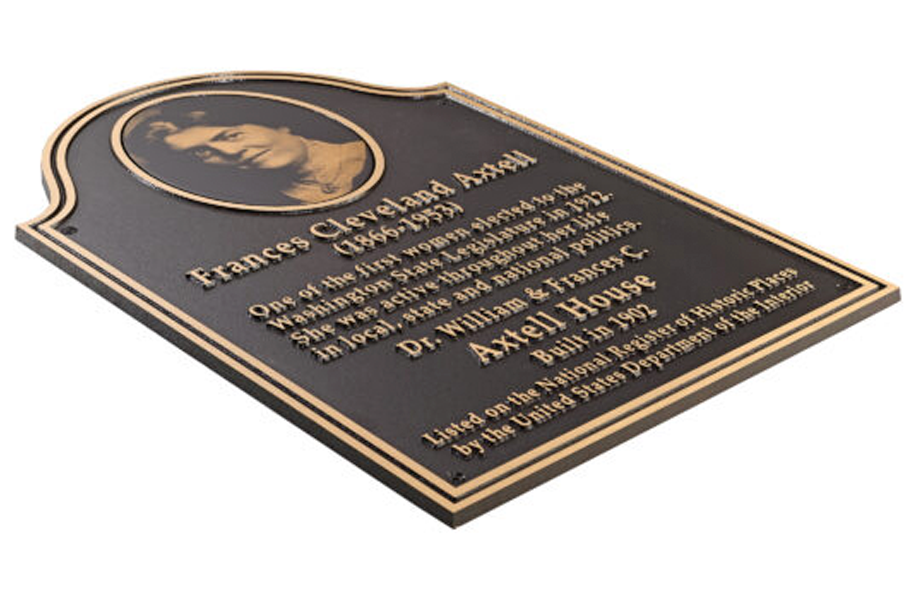 Frances Cleveland Axtell
(1866-1953)
One of the first women elected to the
Washington State Legislature in 1912.
She was active throughout her life
in local, state and national politics.
Dr. William & Frances C.
Axtell House
Built in 1902
Listed on the National Register of Historic Places
by the United States Department of the Interior